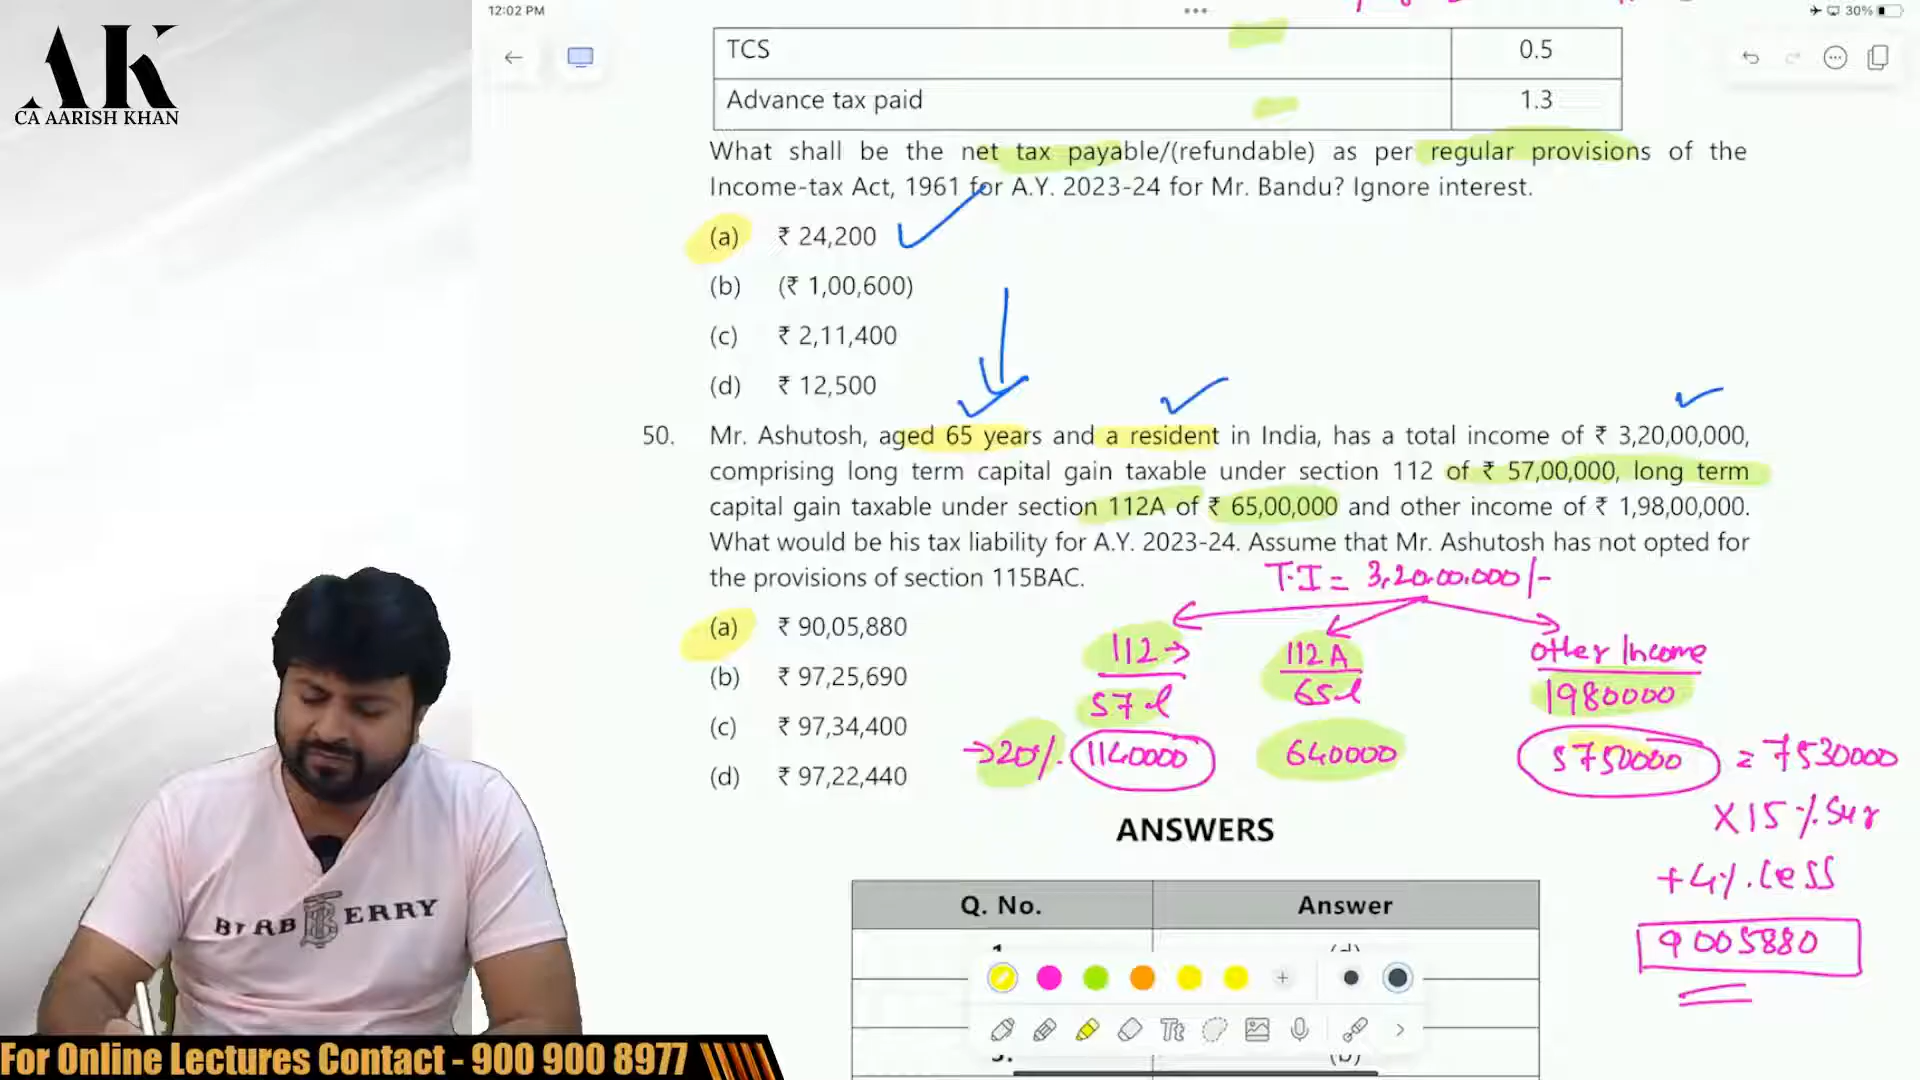 12:02 PM
30%
AK
CA AARISH KHAN
TCS 0.5
Advance tax paid 1.3
What shall be the net tax payable/(refundable) as per regular provisions of the
Income-tax Act, 1961 for A.Y. 2023-24 for Mr. Bandu? Ignore interest.
(a) ₹ 24,200
(b) (₹ 1,00,600)
(c) ₹ 2,11,400
(d) ₹ 12,500
50. Mr. Ashutosh, aged 65 years and a resident in India, has a total income of ₹ 3,20,00,000,
comprising long term capital gain taxable under section 112 of ₹ 57,00,000, long term
capital gain taxable under section 112A of ₹ 65,00,000 and other income of ₹ 1,98,00,000.
What would be his tax liability for A.Y. 2023-24. Assume that Mr. Ashutosh has not opted for
the provisions of section 115BAC.
T.I = 3,20,00,000/-
(a) ₹ 90,05,880
(b) ₹ 97,25,690
(c) ₹ 97,34,400
(d) ₹ 97,22,440
112 → 112A other Income
57l 65l 1980000
→20%. 1140000 640000 5750000 = 7530000
X15%.Sur
+4%.Cess
9005880
ANSWERS
Q. No. Answer
BURBERRY
Tt
(b)
For Online Lectures Contact - 900 900 8977